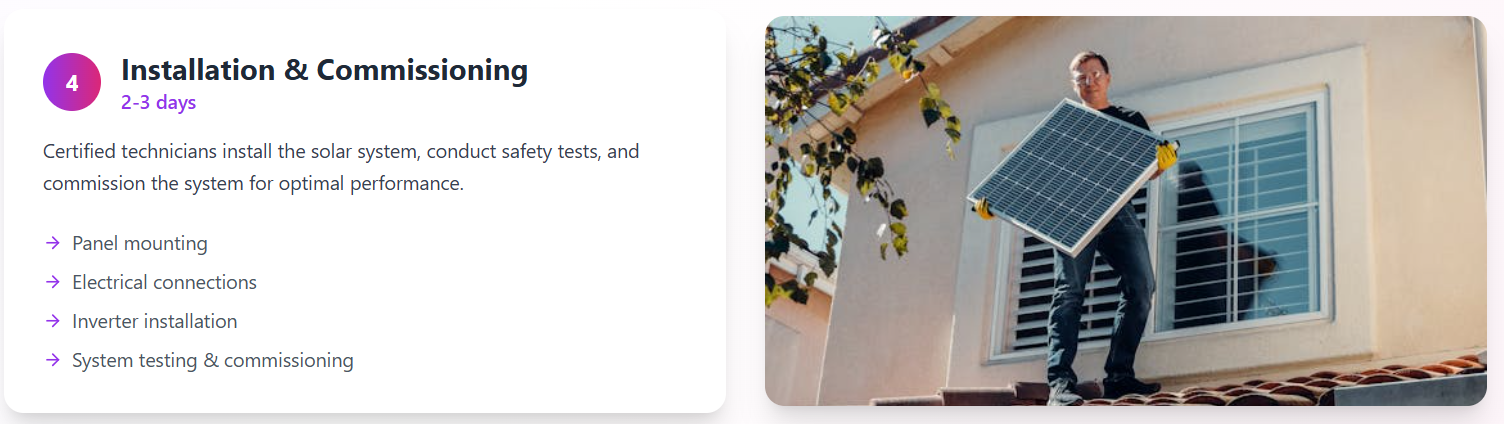 4
Installation & Commissioning
2-3 days
Certified technicians install the solar system, conduct safety tests, and
commission the system for optimal performance.
→ Panel mounting
→ Electrical connections
→ Inverter installation
→ System testing & commissioning